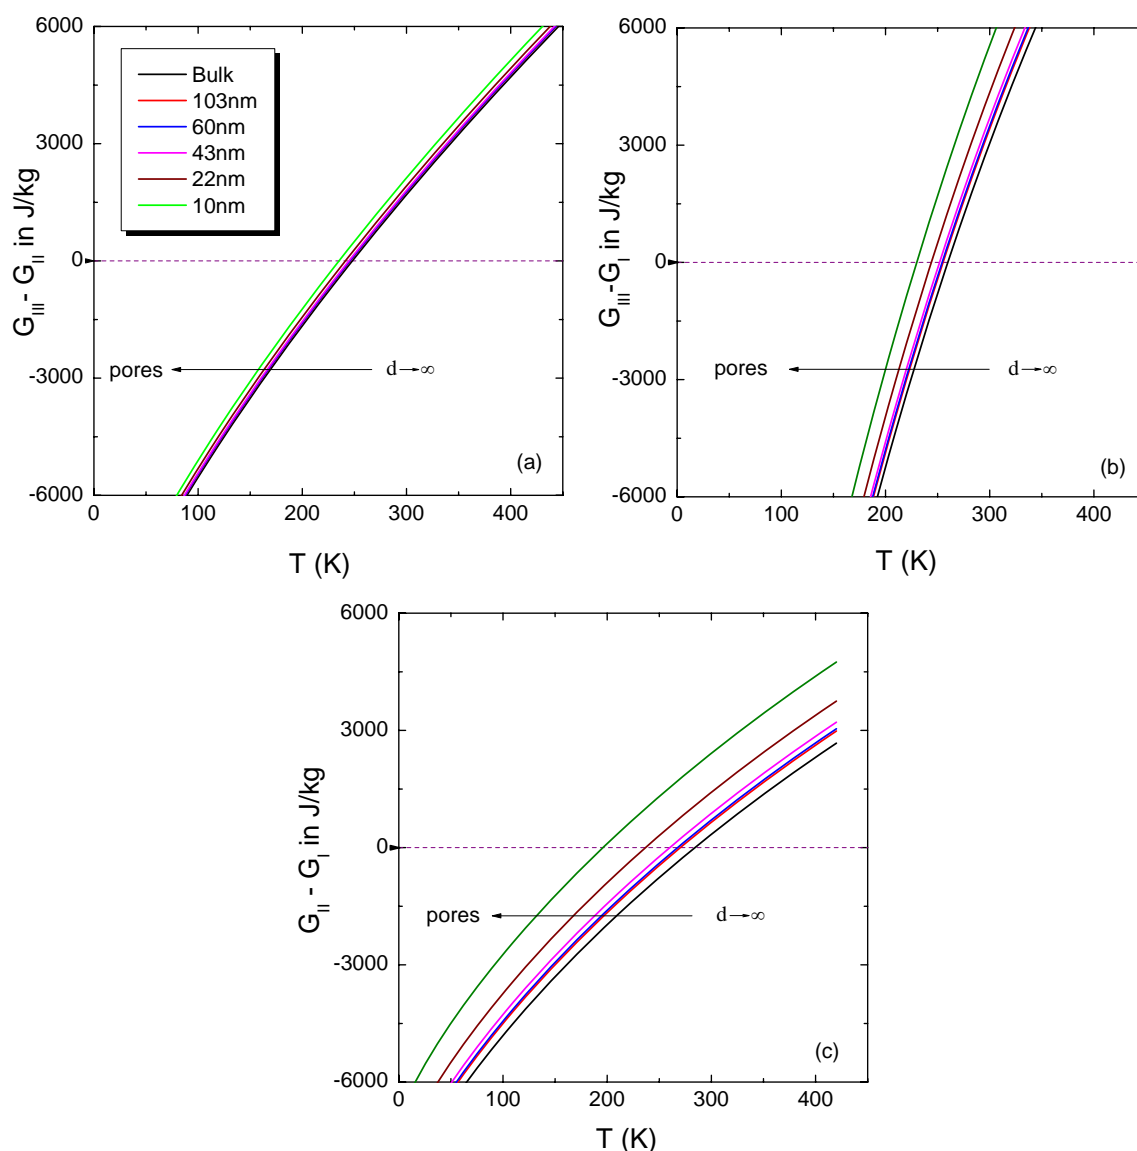 6000
3000
0
-3000
-6000
G_III - G_II in J/kg
Bulk
103nm
60nm
43nm
22nm
10nm
pores
d→∞
(a)
0 100 200 300 400
T (K)
6000
3000
0
-3000
-6000
G_III-G_I in J/kg
pores
d→∞
(b)
0 100 200 300 400
T (K)
6000
3000
0
-3000
-6000
G_II - G_I in J/kg
pores
d→∞
(c)
0 100 200 300 400
T (K)